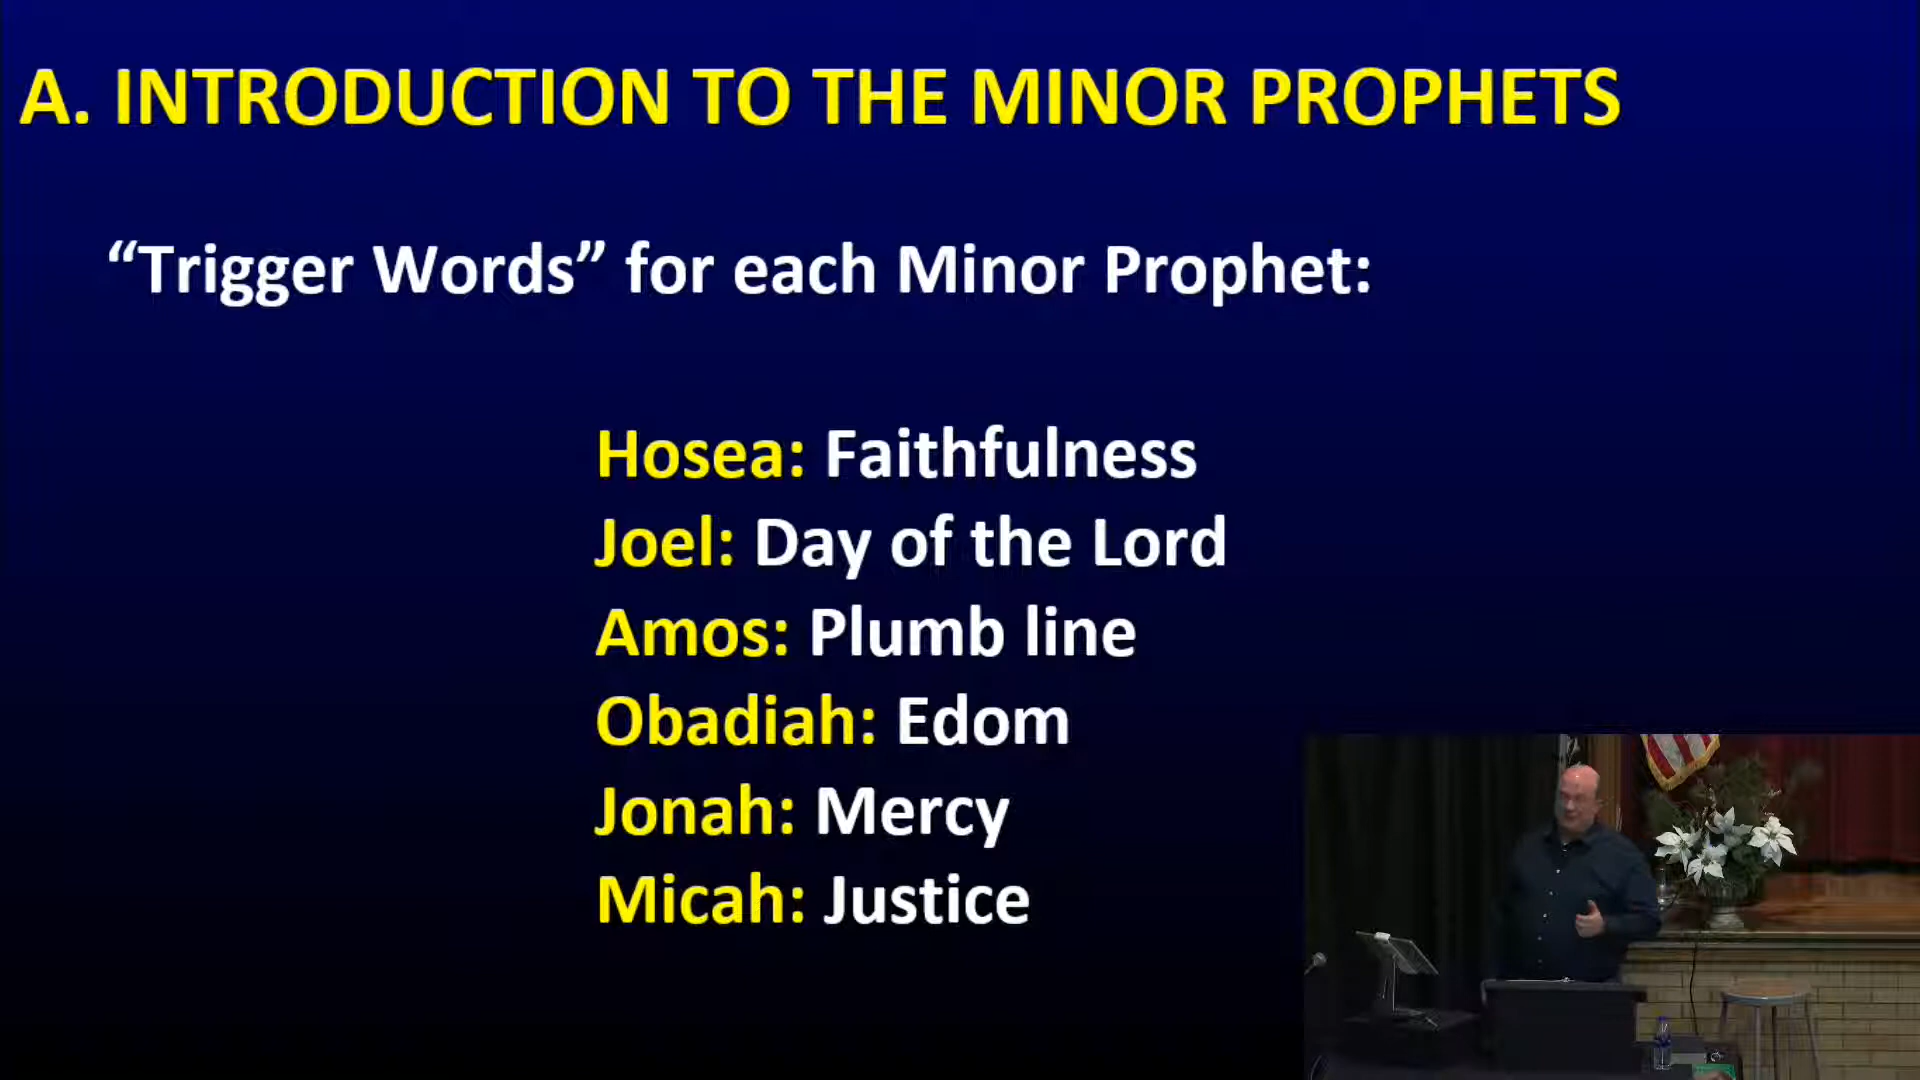 A. INTRODUCTION TO THE MINOR PROPHETS
“Trigger Words” for each Minor Prophet:
Hosea: Faithfulness
Joel: Day of the Lord
Amos: Plumb line
Obadiah: Edom
Jonah: Mercy
Micah: Justice